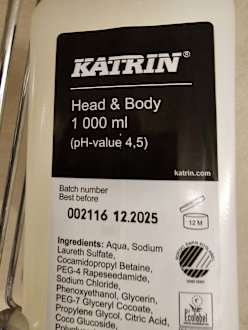 KATRIN®
Head & Body
1 000 ml
(pH-value 4,5)
katrin.com
Batch number
Best before
002116 12.2025
12 M
Ingredients: Aqua, Sodium
Laureth Sulfate,
Cocamidopropyl Betaine,
PEG-4 Rapeseedamide,
Sodium Chloride,
Phenoxyethanol, Glycerin,
PEG-7 Glyceryl Cocoate,
Propylene Glycol, Citric Acid,
Coco Glucoside,